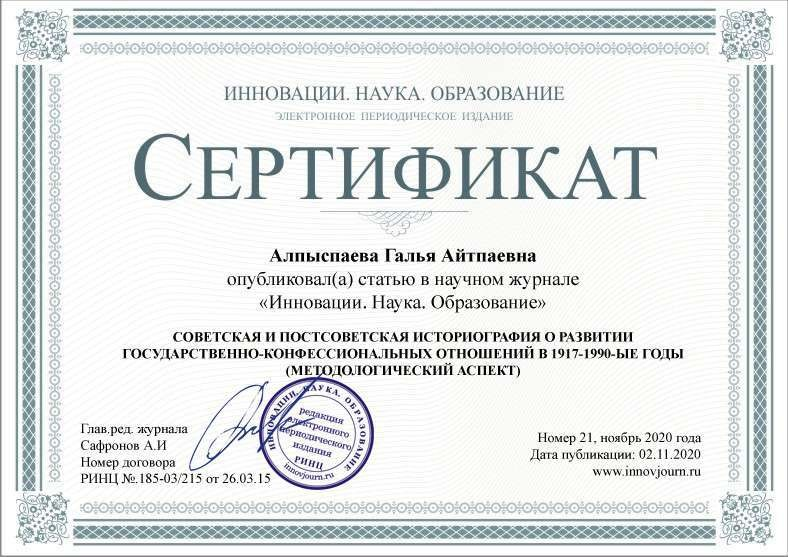 ИННОВАЦИИ. НАУКА. ОБРАЗОВАНИЕ
ЭЛЕКТРОННОЕ ПЕРИОДИЧЕСКОЕ ИЗДАНИЕ
СЕРТИФИКАТ
Алпыспаева Галья Айтпаевна
опубликовал(а) статью в научном журнале
«Инновации. Наука. Образование»
СОВЕТСКАЯ И ПОСТСОВЕТСКАЯ ИСТОРИОГРАФИЯ О РАЗВИТИИ
ГОСУДАРСТВЕННО-КОНФЕССИОНАЛЬНЫХ ОТНОШЕНИЙ В 1917-1990-ЫЕ ГОДЫ
(МЕТОДОЛОГИЧЕСКИЙ АСПЕКТ)
Глав.ред. журнала
Сафронов А.И
Номер договора
РИНЦ №.185-03/215 от 26.03.15
ИННОВАЦИИ. НАУКА. ОБРАЗОВАНИЕ
редакция
электронного
периодического
издания
РИНЦ
innovjourn.ru
Номер 21, ноябрь 2020 года
Дата публикации: 02.11.2020
www.innovjourn.ru